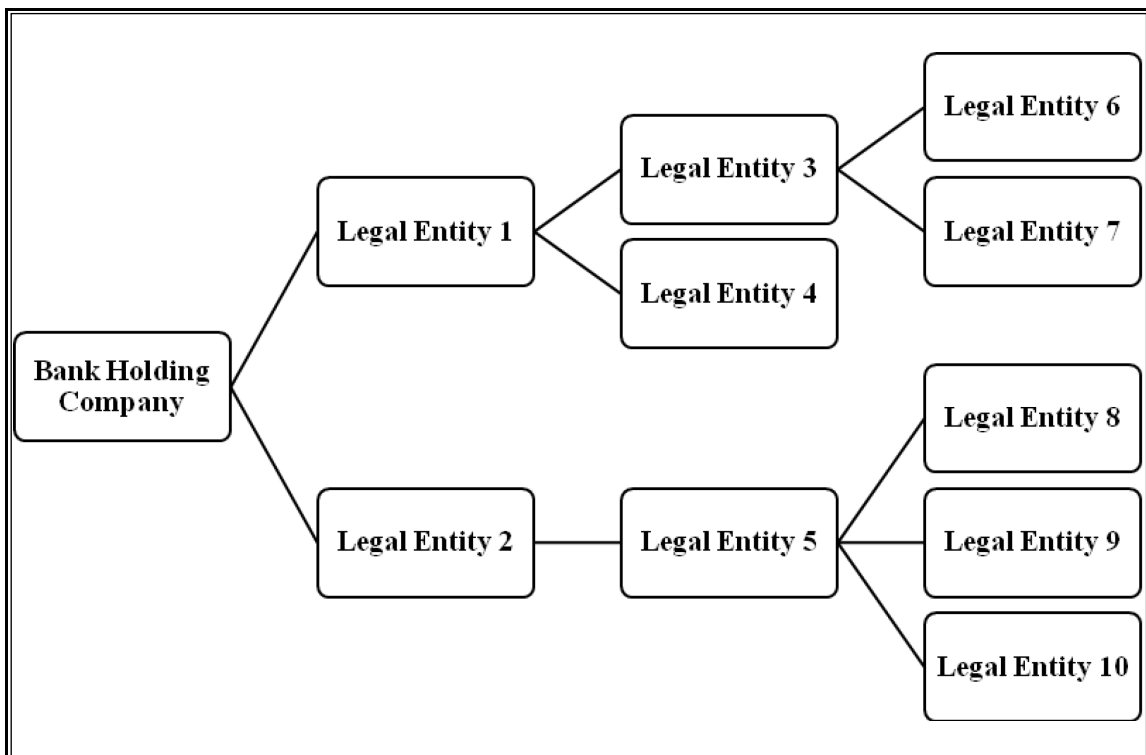 Legal Entity 6
Legal Entity 3
Legal Entity 1
Legal Entity 7
Legal Entity 4
Bank Holding
Company
Legal Entity 8
Legal Entity 2
Legal Entity 5
Legal Entity 9
Legal Entity 10